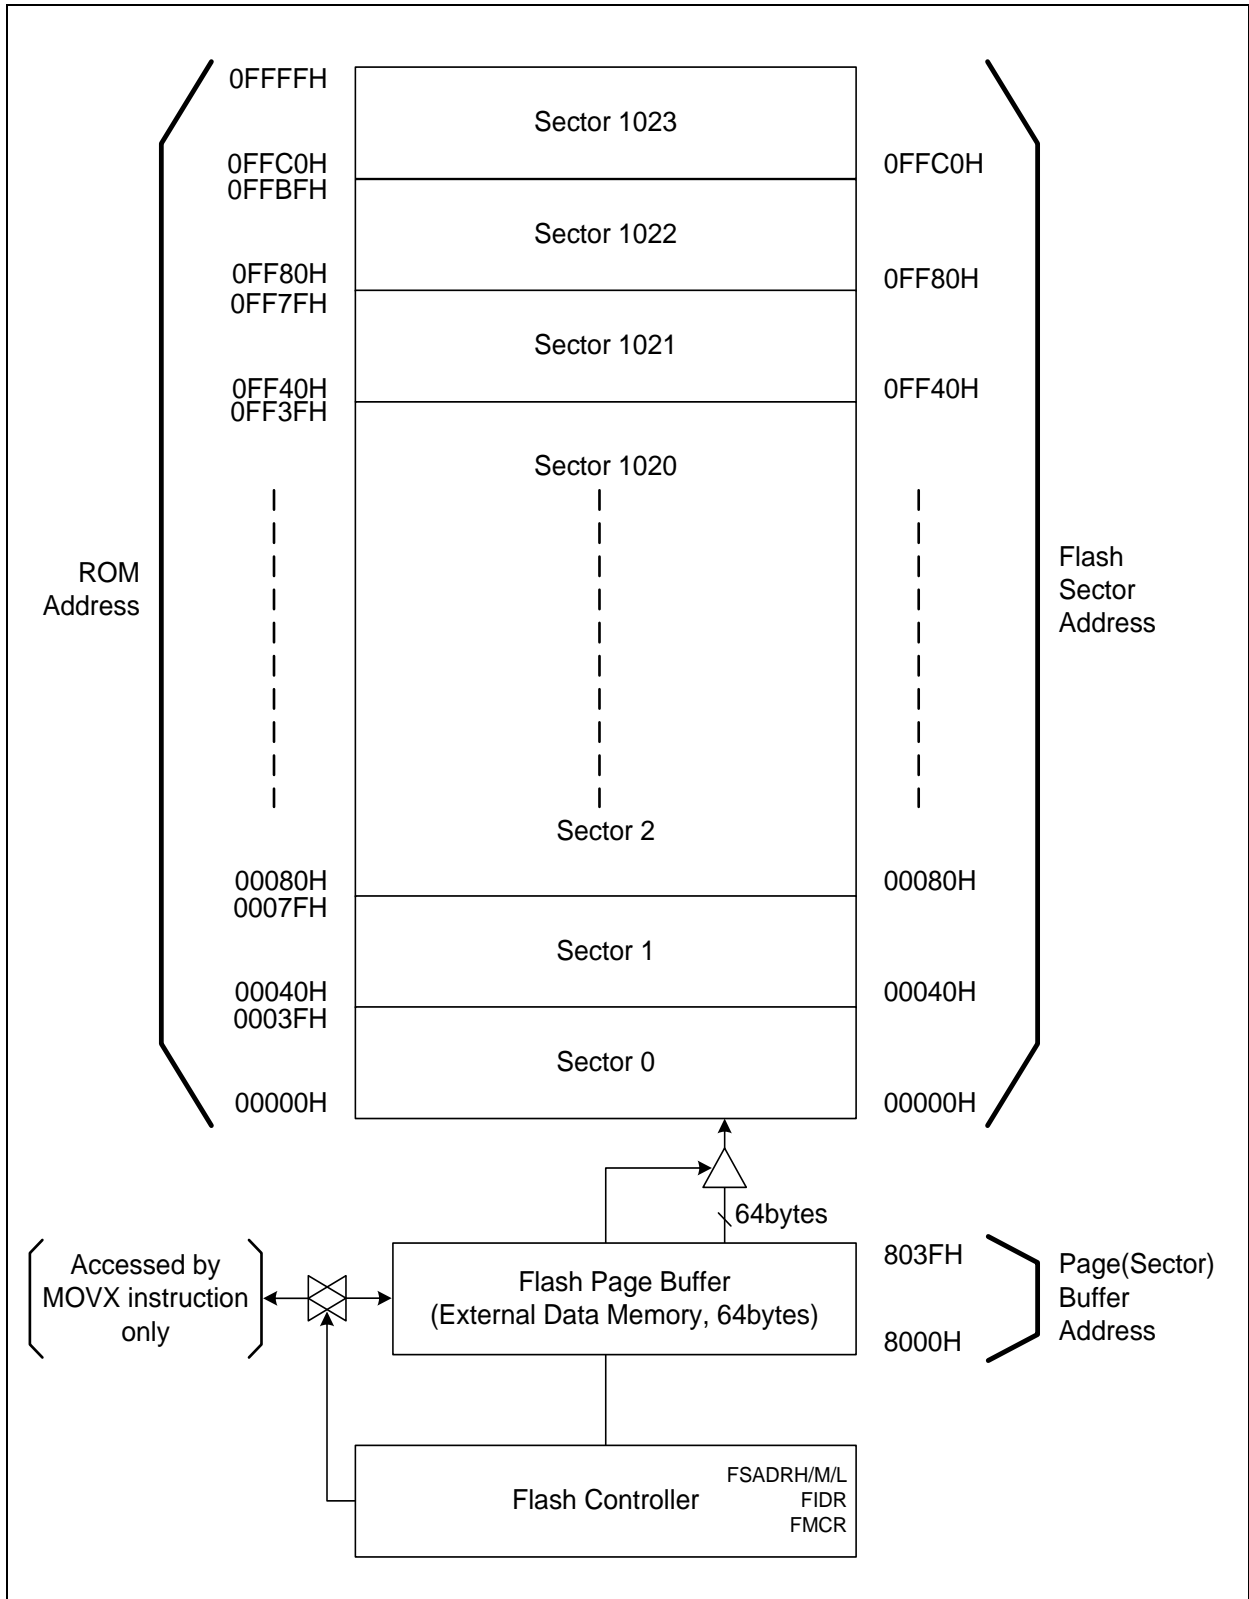 0FFFFH
Sector 1023
0FFC0H
0FFC0H
0FFBFH
Sector 1022
0FF80H
0FF80H
0FF7FH
Sector 1021
0FF40H
0FF40H
0FF3FH
Sector 1020
ROM
Address
Flash
Sector
Address
Sector 2
00080H
00080H
0007FH
Sector 1
00040H
00040H
0003FH
Sector 0
00000H
00000H
64bytes
Accessed by
MOVX instruction
only
Flash Page Buffer
(External Data Memory, 64bytes)
803FH
8000H
Page(Sector)
Buffer
Address
Flash Controller
FSADRH/M/L
FIDR
FMCR